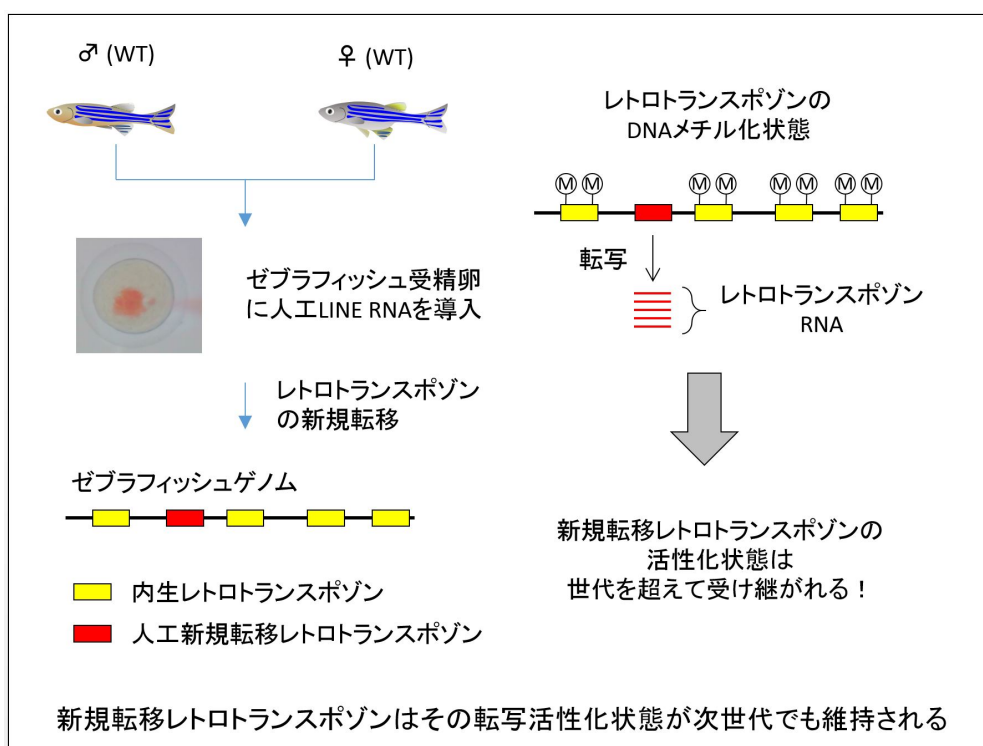 ♂ (WT)
♀ (WT)
ゼブラフィッシュ受精卵
に人工LINE RNAを導入
レトロトランスポゾン
の新規転移
ゼブラフィッシュゲノム
内生レトロトランスポゾン
人工新規転移レトロトランスポゾン
レトロトランスポゾンの
DNAメチル化状態
M M M M M M M M
転写
レトロトランスポゾン
RNA
新規転移レトロトランスポゾンの
活性化状態は
世代を超えて受け継がれる！
新規転移レトロトランスポゾンはその転写活性化状態が次世代でも維持される